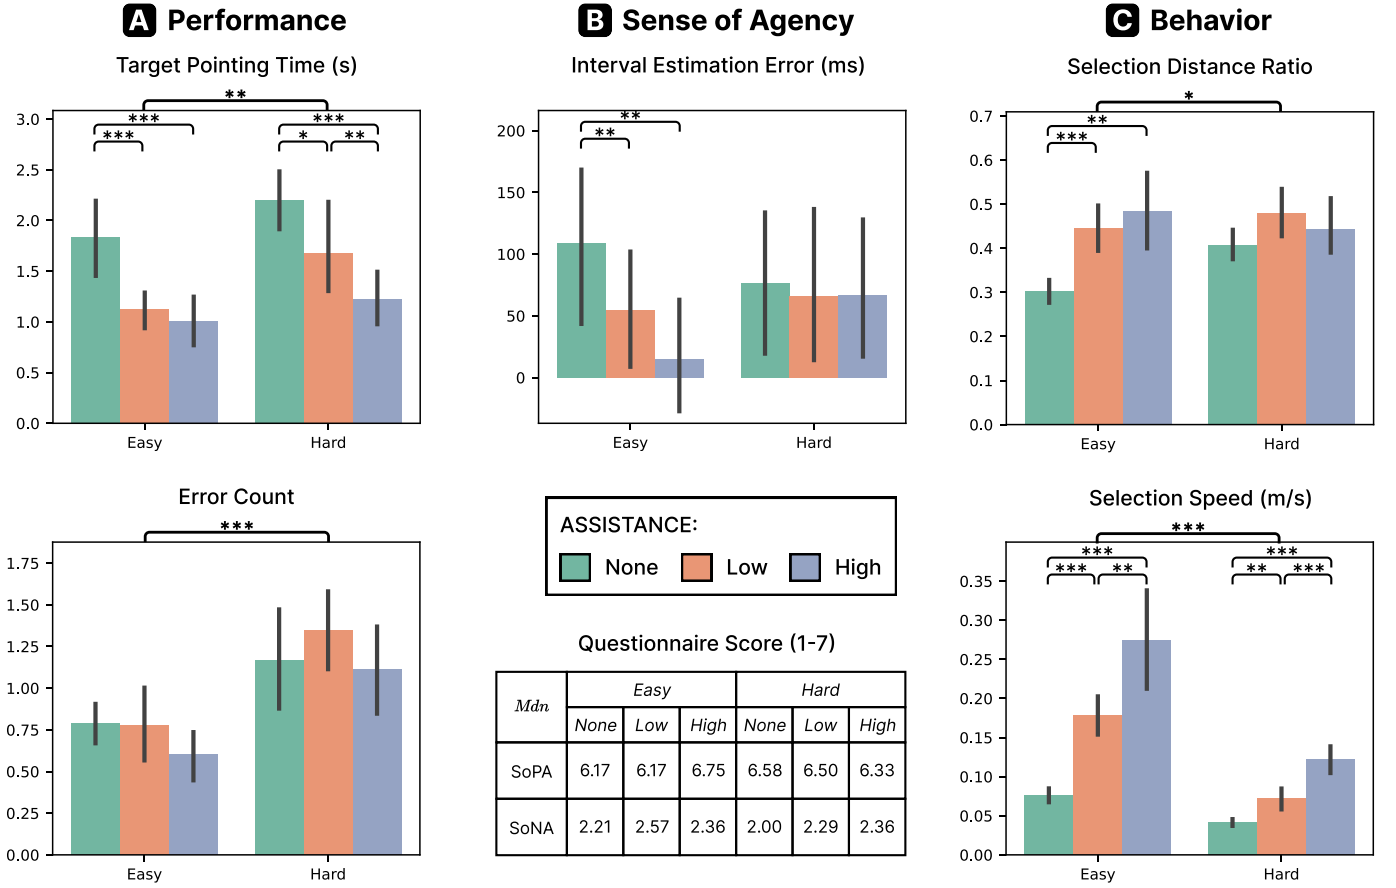 A Performance
Target Pointing Time (s)
**
***
***
***
*
**
3.0
2.5
2.0
1.5
1.0
0.5
0.0
Easy
Hard
Error Count
***
1.75
1.50
1.25
1.00
0.75
0.50
0.25
0.00
Easy
Hard
B Sense of Agency
Interval Estimation Error (ms)
**
**
200
150
100
50
0
Easy
Hard
ASSISTANCE:
None Low High
Questionnaire Score (1-7)
Mdn Easy Hard
None Low High None Low High
SoPA 6.17 6.17 6.75 6.58 6.50 6.33
SoNA 2.21 2.57 2.36 2.00 2.29 2.36
C Behavior
Selection Distance Ratio
*
**
***
0.7
0.6
0.5
0.4
0.3
0.2
0.1
0.0
Easy
Hard
Selection Speed (m/s)
***
***
***
***
**
**
***
0.35
0.30
0.25
0.20
0.15
0.10
0.05
0.00
Easy
Hard